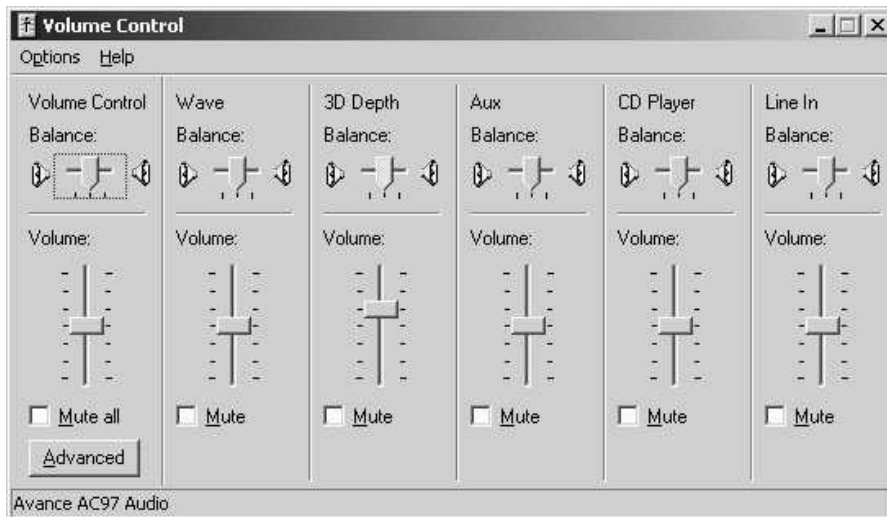 Volume Control
Options Help
Volume Control Wave 3D Depth Aux CD Player Line In
Balance: Balance: Balance: Balance: Balance: Balance:
Volume: Volume: Volume: Volume: Volume: Volume:
Mute all Mute Mute Mute Mute Mute
Advanced
Avance AC97 Audio